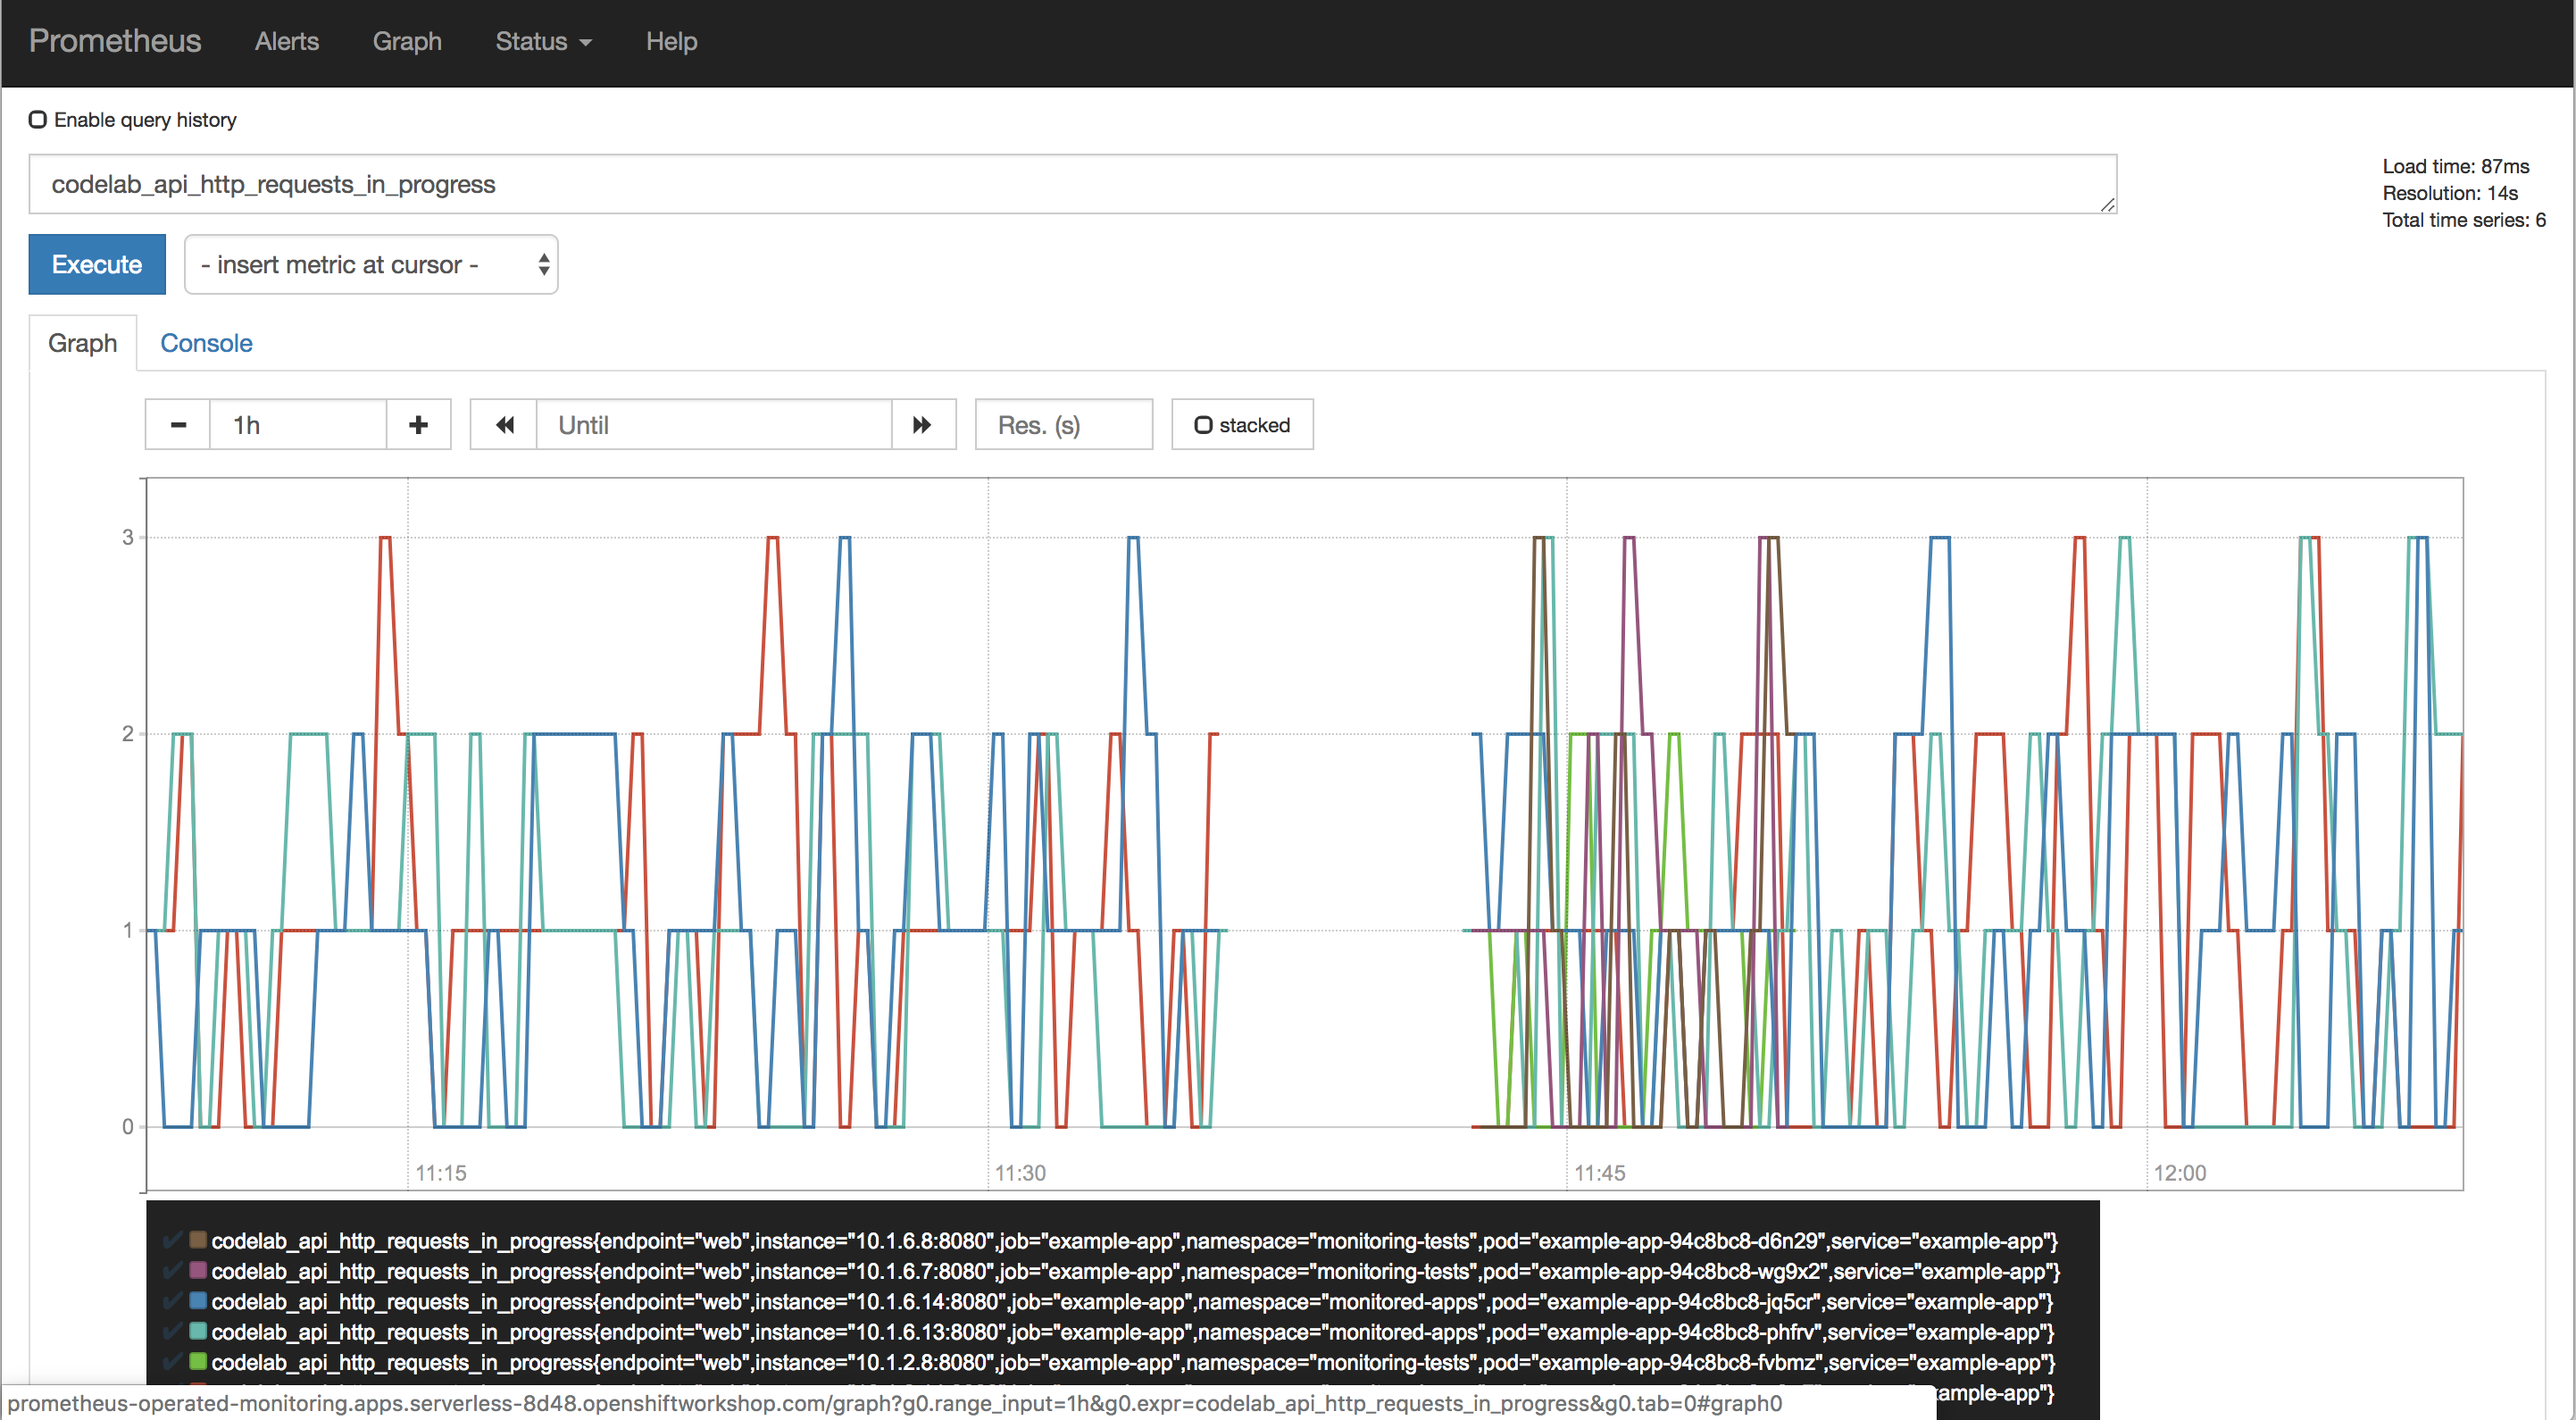 Prometheus Alerts Graph Status Help
Enable query history
codelab_api_http_requests_in_progress
Load time: 87ms
Resolution: 14s
Total time series: 6
Execute - insert metric at cursor -
Graph Console
1h Until Res. (s) stacked
3
2
1
0
11:15 11:30 11:45 12:00
codelab_api_http_requests_in_progress{endpoint="web",instance="10.1.6.8:8080",job="example-app",namespace="monitoring-tests",pod="example-app-94c8bc8-d6n29",service="example-app"}
codelab_api_http_requests_in_progress{endpoint="web",instance="10.1.6.7:8080",job="example-app",namespace="monitoring-tests",pod="example-app-94c8bc8-wg9x2",service="example-app"}
codelab_api_http_requests_in_progress{endpoint="web",instance="10.1.6.14:8080",job="example-app",namespace="monitored-apps",pod="example-app-94c8bc8-jq5cr",service="example-app"}
codelab_api_http_requests_in_progress{endpoint="web",instance="10.1.6.13:8080",job="example-app",namespace="monitored-apps",pod="example-app-94c8bc8-phfrv",service="example-app"}
codelab_api_http_requests_in_progress{endpoint="web",instance="10.1.2.8:8080",job="example-app",namespace="monitoring-tests",pod="example-app-94c8bc8-fvbmz",service="example-app"}
ample-app"}
prometheus-operated-monitoring.apps.serverless-8d48.openshiftworkshop.com/graph?g0.range_input=1h&g0.expr=codelab_api_http_requests_in_progress&g0.tab=0#graph0